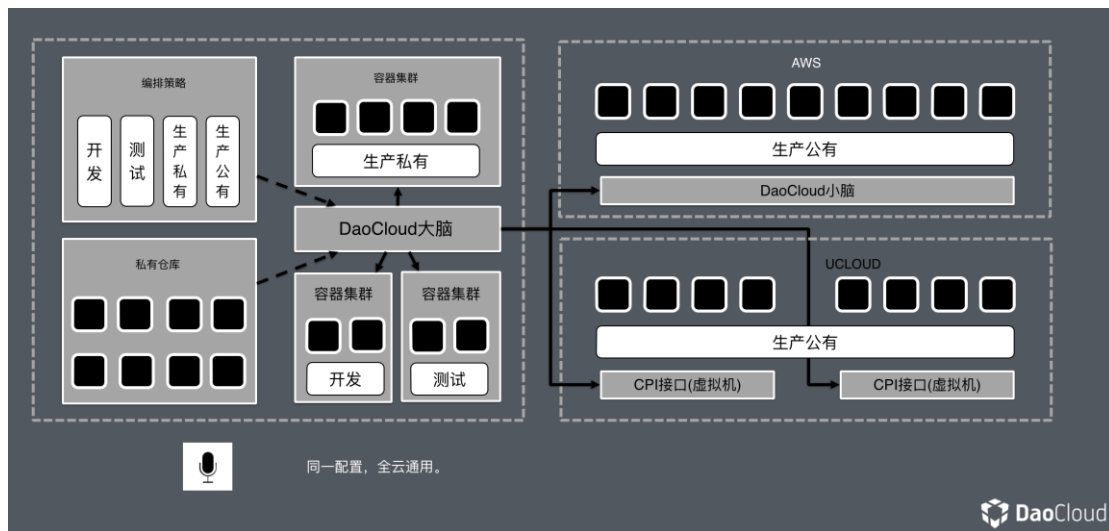 编排策略
开发
测试
生产私有
生产公有
容器集群
生产私有
DaoCloud大脑
私有仓库
容器集群
开发
容器集群
测试
AWS
生产公有
DaoCloud小脑
UCLOUD
生产公有
CPI接口(虚拟机)
CPI接口(虚拟机)
同一配置，全云通用。
DaoCloud